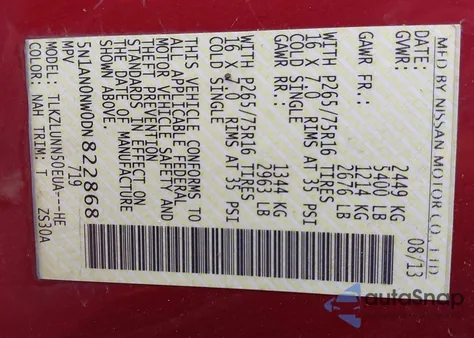 MFD BY NISSAN MOTOR CO., LTD.
DATE: 08/13
GVWR: 2449 KG
5400 LB
GAWR FR.: 1214 KG
2676 LB
WITH P265/75R16 TIRES
16 X 7.0 RIMS AT 35 PSI
COLD SINGLE
GAWR RR: 1344 KG
2963 LB
WITH P265/75R16 TIRES
16 X 7.0 RIMS AT 35 PSI
COLD SINGLE
THIS VEHICLE CONFORMS TO
ALL APPLICABLE FEDERAL
MOTOR VEHICLE SAFETY AND
THEFT PREVENTION
STANDARDS IN EFFECT ON
THE DATE OF MANUFACTURE
SHOWN ABOVE.
5N1AN0NW0DN822868
MPV 719
MODEL: TLKZLUNNS0EUA---HE
COLOR: NAH TRIM: T ZS30A
autoSnap